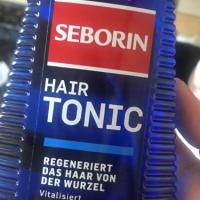 SEBORIN
HAIR
TONIC
REGENERIERT
DAS HAAR VON
DER WURZEL
Vitalisiert